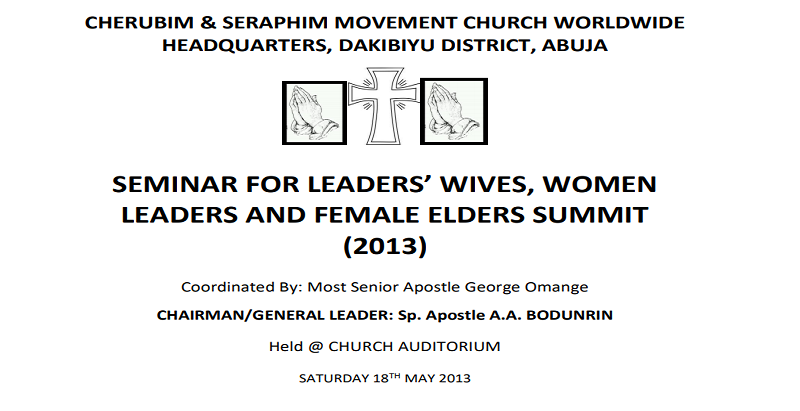 CHERUBIM & SERAPHIM MOVEMENT CHURCH WORLDWIDE
HEADQUARTERS, DAKIBIYU DISTRICT, ABUJA
SEMINAR FOR LEADERS’ WIVES, WOMEN
LEADERS AND FEMALE ELDERS SUMMIT
(2013)
Coordinated By: Most Senior Apostle George Omange
CHAIRMAN/GENERAL LEADER: Sp. Apostle A.A. BODUNRIN
Held @ CHURCH AUDITORIUM
SATURDAY 18TH MAY 2013